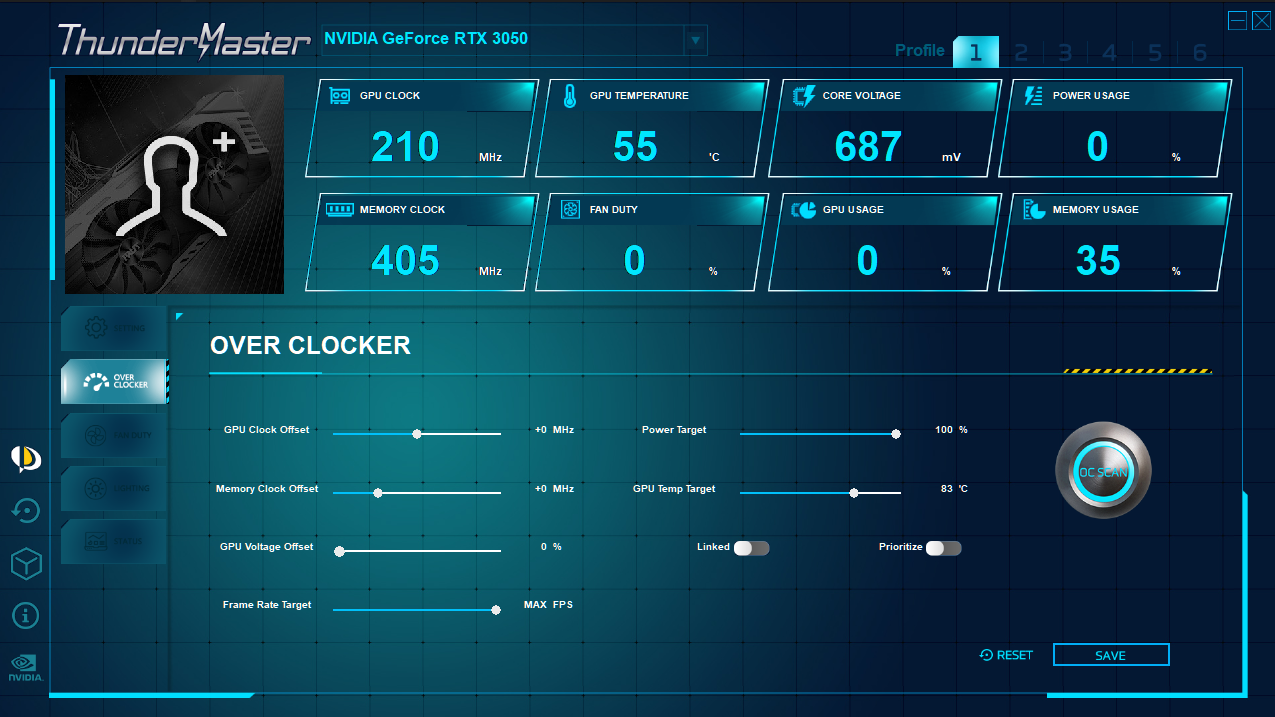 ThunderMaster
NVIDIA GeForce RTX 3050
Profile 1 2 3 4 5 6
GPU CLOCK
210 MHz
GPU TEMPERATURE
55 'C
CORE VOLTAGE
687 mV
POWER USAGE
0 %
MEMORY CLOCK
405 MHz
FAN DUTY
0 %
GPU USAGE
0 %
MEMORY USAGE
35 %
SETTING
OVER
CLOCKER
FAN DUTY
LIGHTING
STATUS
NVIDIA.
OVER CLOCKER
GPU Clock Offset +0 MHz
Memory Clock Offset +0 MHz
GPU Voltage Offset 0 %
Frame Rate Target MAX FPS
Power Target 100 %
GPU Temp Target 83 'C
Linked
Prioritize
OC SCAN
RESET
SAVE